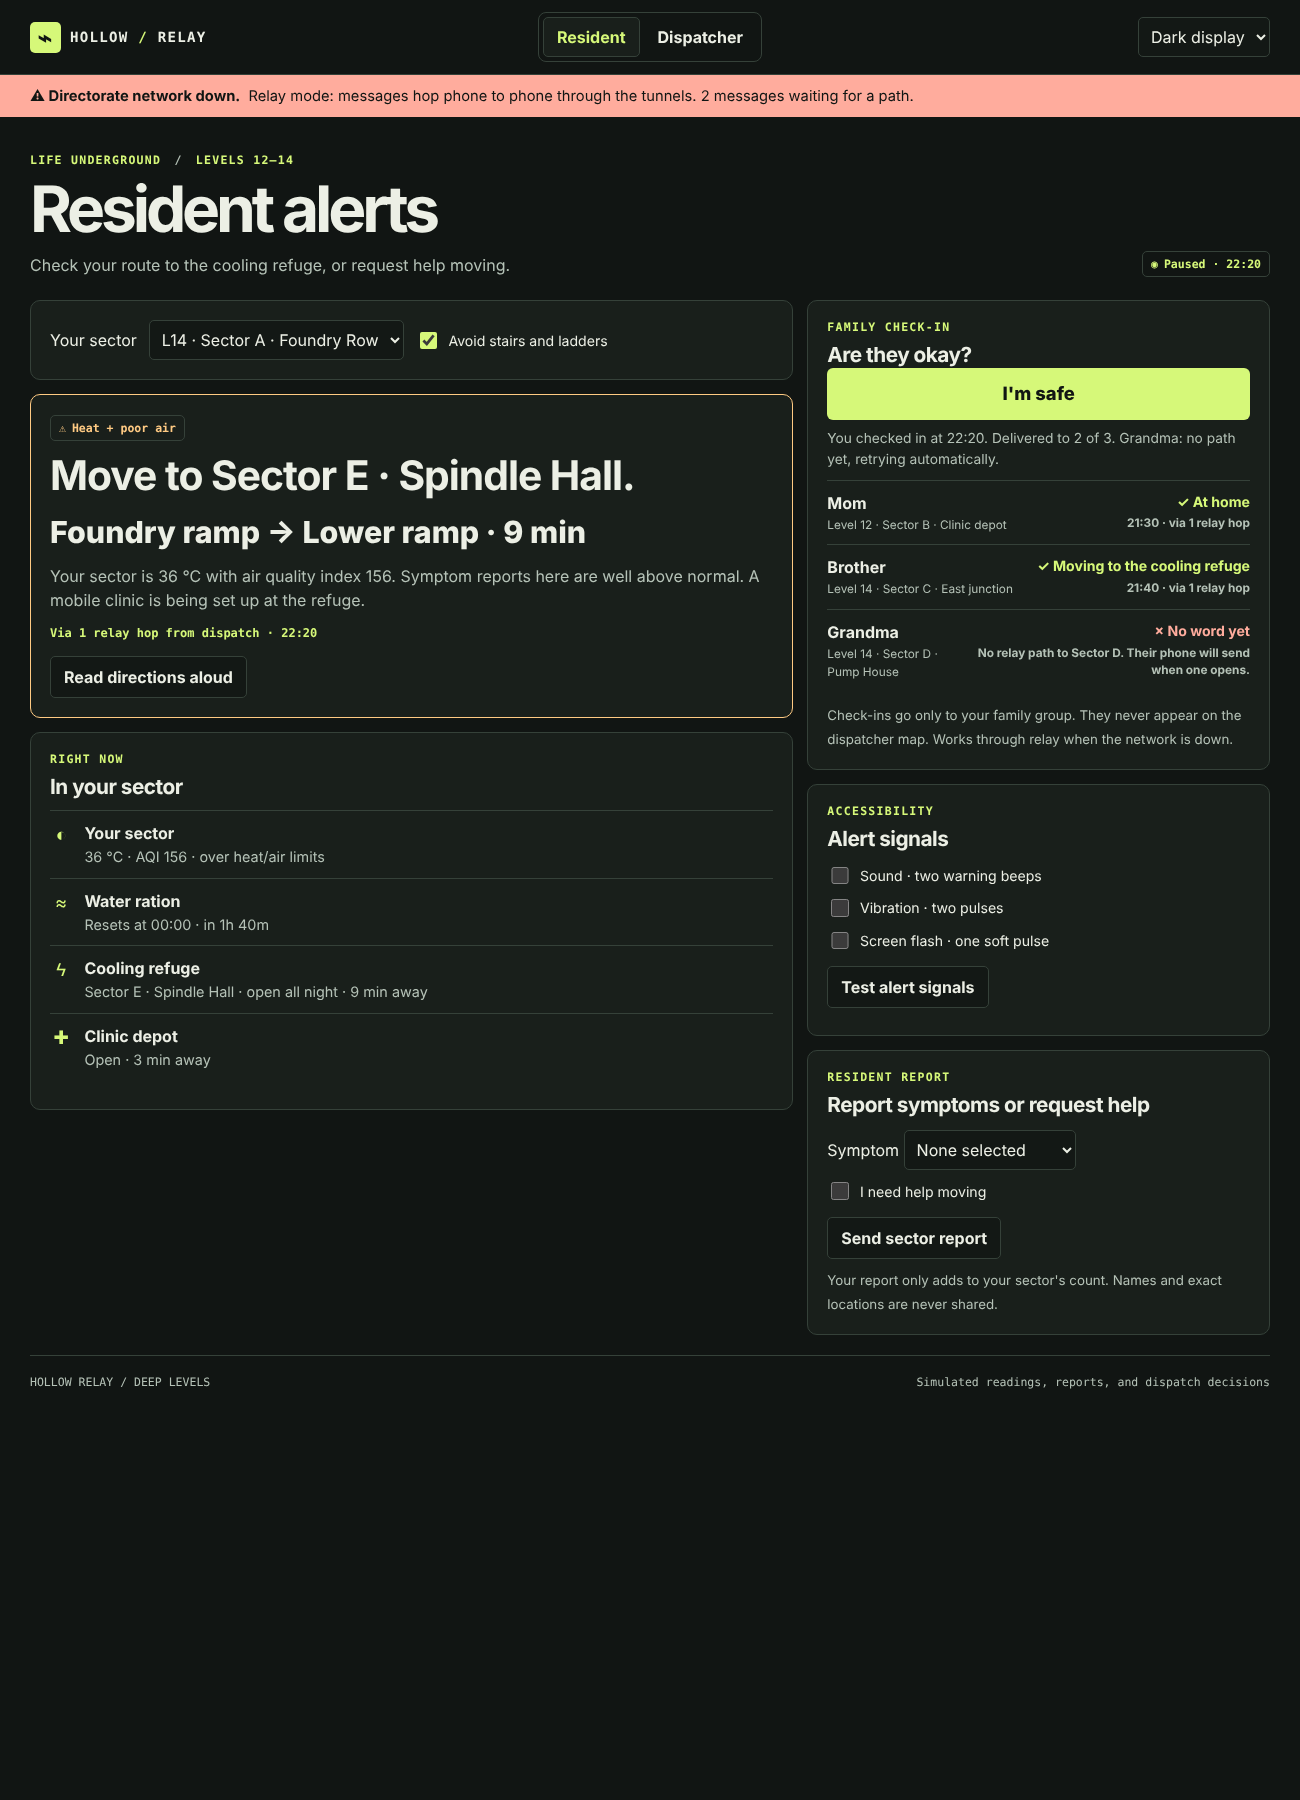 HOLLOW / RELAY
Resident
Dispatcher
Dark display
⚠ Directorate network down. Relay mode: messages hop phone to phone through the tunnels. 2 messages waiting for a path.
LIFE UNDERGROUND / LEVELS 12–14
Resident alerts
Check your route to the cooling refuge, or request help moving.
◉ Paused · 22:20
Your sector
L14 · Sector A · Foundry Row
Avoid stairs and ladders
⚠ Heat + poor air
Move to Sector E · Spindle Hall.
Foundry ramp → Lower ramp · 9 min
Your sector is 36 °C with air quality index 156. Symptom reports here are well above normal. A
mobile clinic is being set up at the refuge.
Via 1 relay hop from dispatch · 22:20
Read directions aloud
RIGHT NOW
In your sector
Your sector
36 °C · AQI 156 · over heat/air limits
≈ Water ration
Resets at 00:00 · in 1h 40m
ϟ Cooling refuge
Sector E · Spindle Hall · open all night · 9 min away
✚ Clinic depot
Open · 3 min away
FAMILY CHECK-IN
Are they okay?
I'm safe
You checked in at 22:20. Delivered to 2 of 3. Grandma: no path
yet, retrying automatically.
Mom
✓ At home
Level 12 · Sector B · Clinic depot
21:30 · via 1 relay hop
Brother
✓ Moving to the cooling refuge
Level 14 · Sector C · East junction
21:40 · via 1 relay hop
Grandma
× No word yet
Level 14 · Sector D ·
Pump House
No relay path to Sector D. Their phone will send
when one opens.
Check-ins go only to your family group. They never appear on the
dispatcher map. Works through relay when the network is down.
ACCESSIBILITY
Alert signals
Sound · two warning beeps
Vibration · two pulses
Screen flash · one soft pulse
Test alert signals
RESIDENT REPORT
Report symptoms or request help
Symptom
None selected
I need help moving
Send sector report
Your report only adds to your sector's count. Names and exact
locations are never shared.
HOLLOW RELAY / DEEP LEVELS
Simulated readings, reports, and dispatch decisions